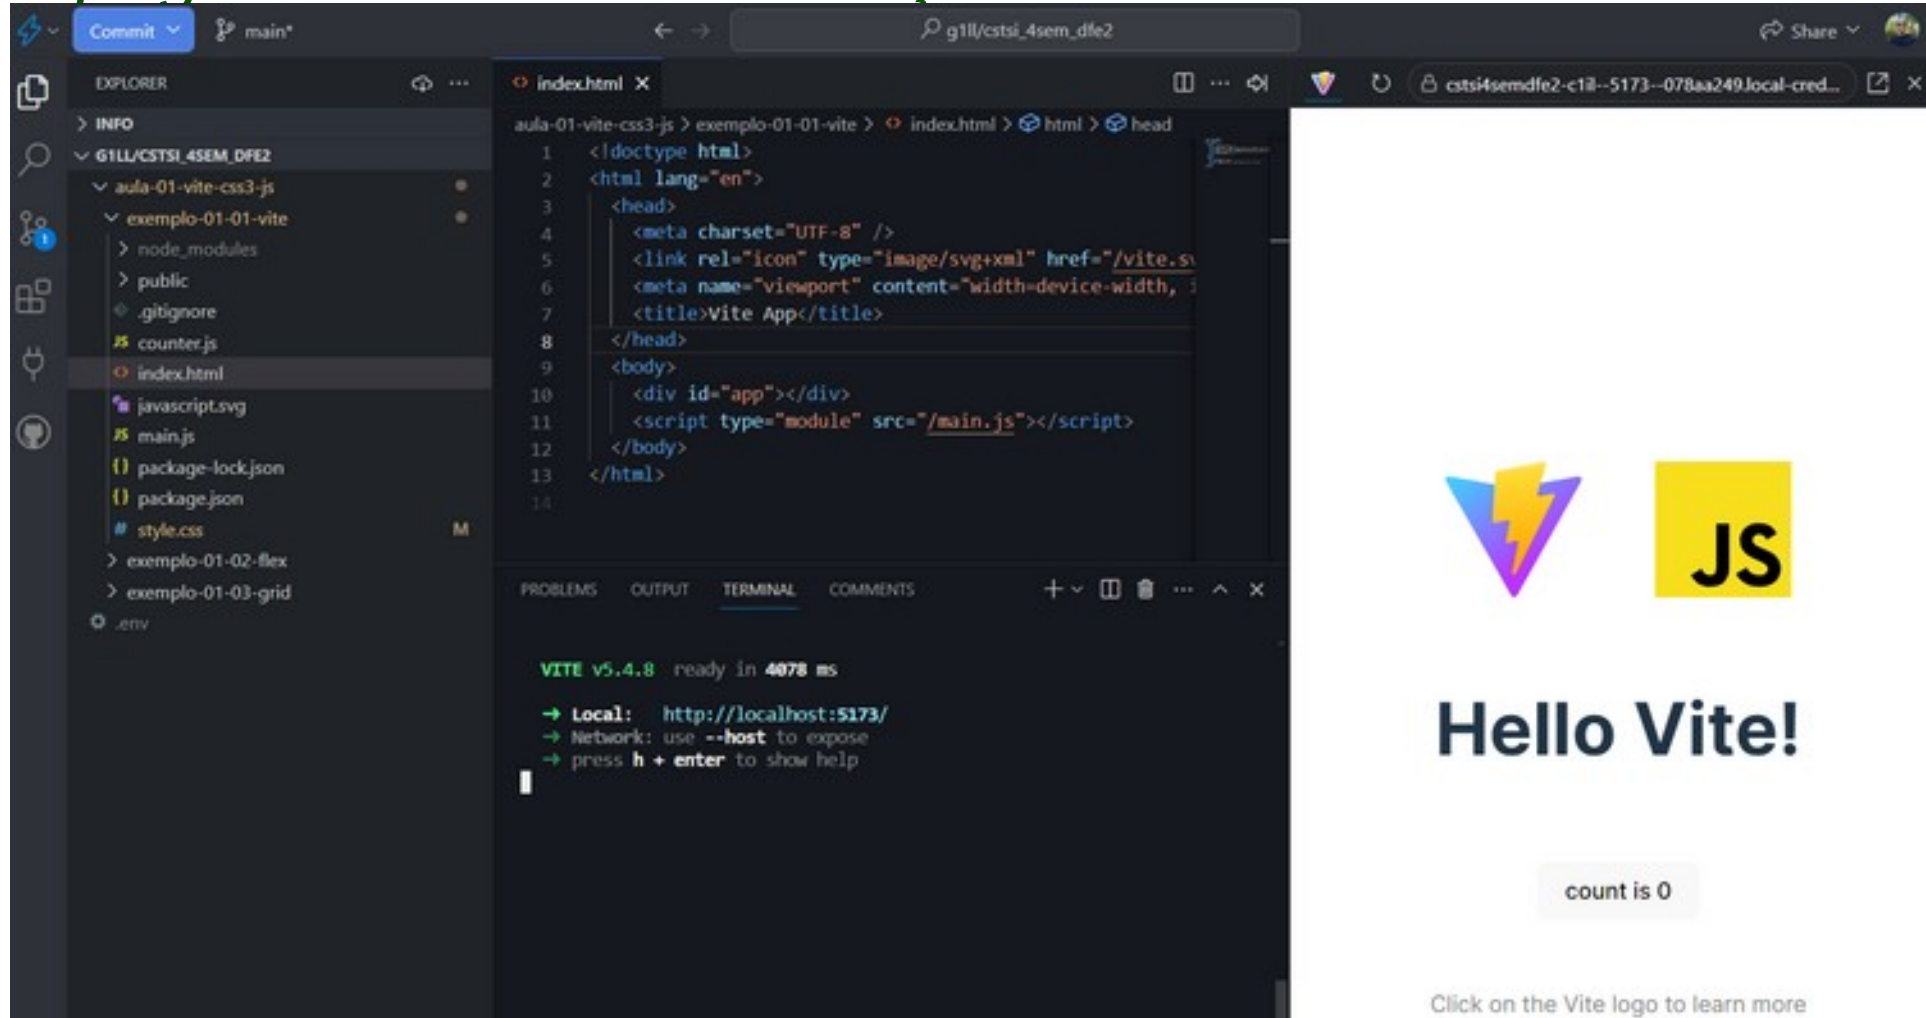 Commit
main*
g1ll/cstsi_4sem_dfe2
Share
EXPLORER
INFO
G1LL/CSTSI_4SEM_DFE2
aula-01-vite-css3-js
exemplo-01-01-vite
node_modules
public
.gitignore
JS counter.js
index.html
javascript.svg
JS main.js
{} package-lock.json
{} package.json
# style.css M
exemplo-01-02-flex
exemplo-01-03-grid
.env
index.html
aula-01-vite-css3-js > exemplo-01-01-vite > index.html > html > head
1 <!doctype html>
2 <html lang="en">
3 <head>
4 <meta charset="UTF-8" />
5 <link rel="icon" type="image/svg+xml" href="/vite.sv
6 <meta name="viewport" content="width=device-width, i
7 <title>Vite App</title>
8 </head>
9 <body>
10 <div id="app"></div>
11 <script type="module" src="/main.js"></script>
12 </body>
13 </html>
14
PROBLEMS OUTPUT TERMINAL COMMENTS
VITE v5.4.8 ready in 4078 ms
➜ Local: http://localhost:5173/
➜ Network: use --host to expose
➜ press h + enter to show help
JS
Hello Vite!
count is 0
Click on the Vite logo to learn more